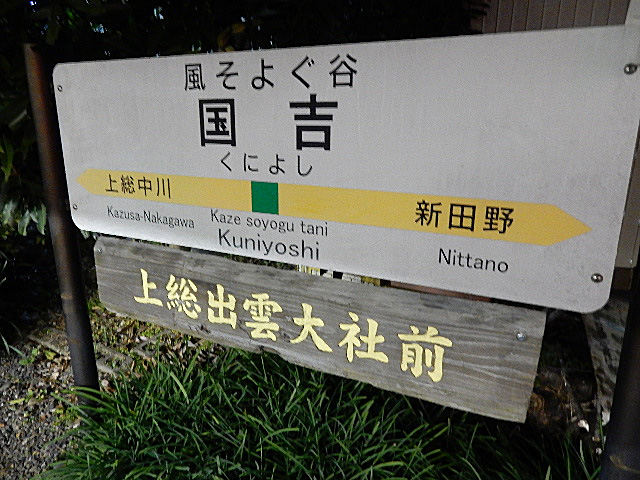 風そよぐ谷
国吉
くによし
上総中川
新田野
Kazusa-Nakagawa
Kaze soyogu tani
Kuniyoshi
Nittano
上総出雲大社前